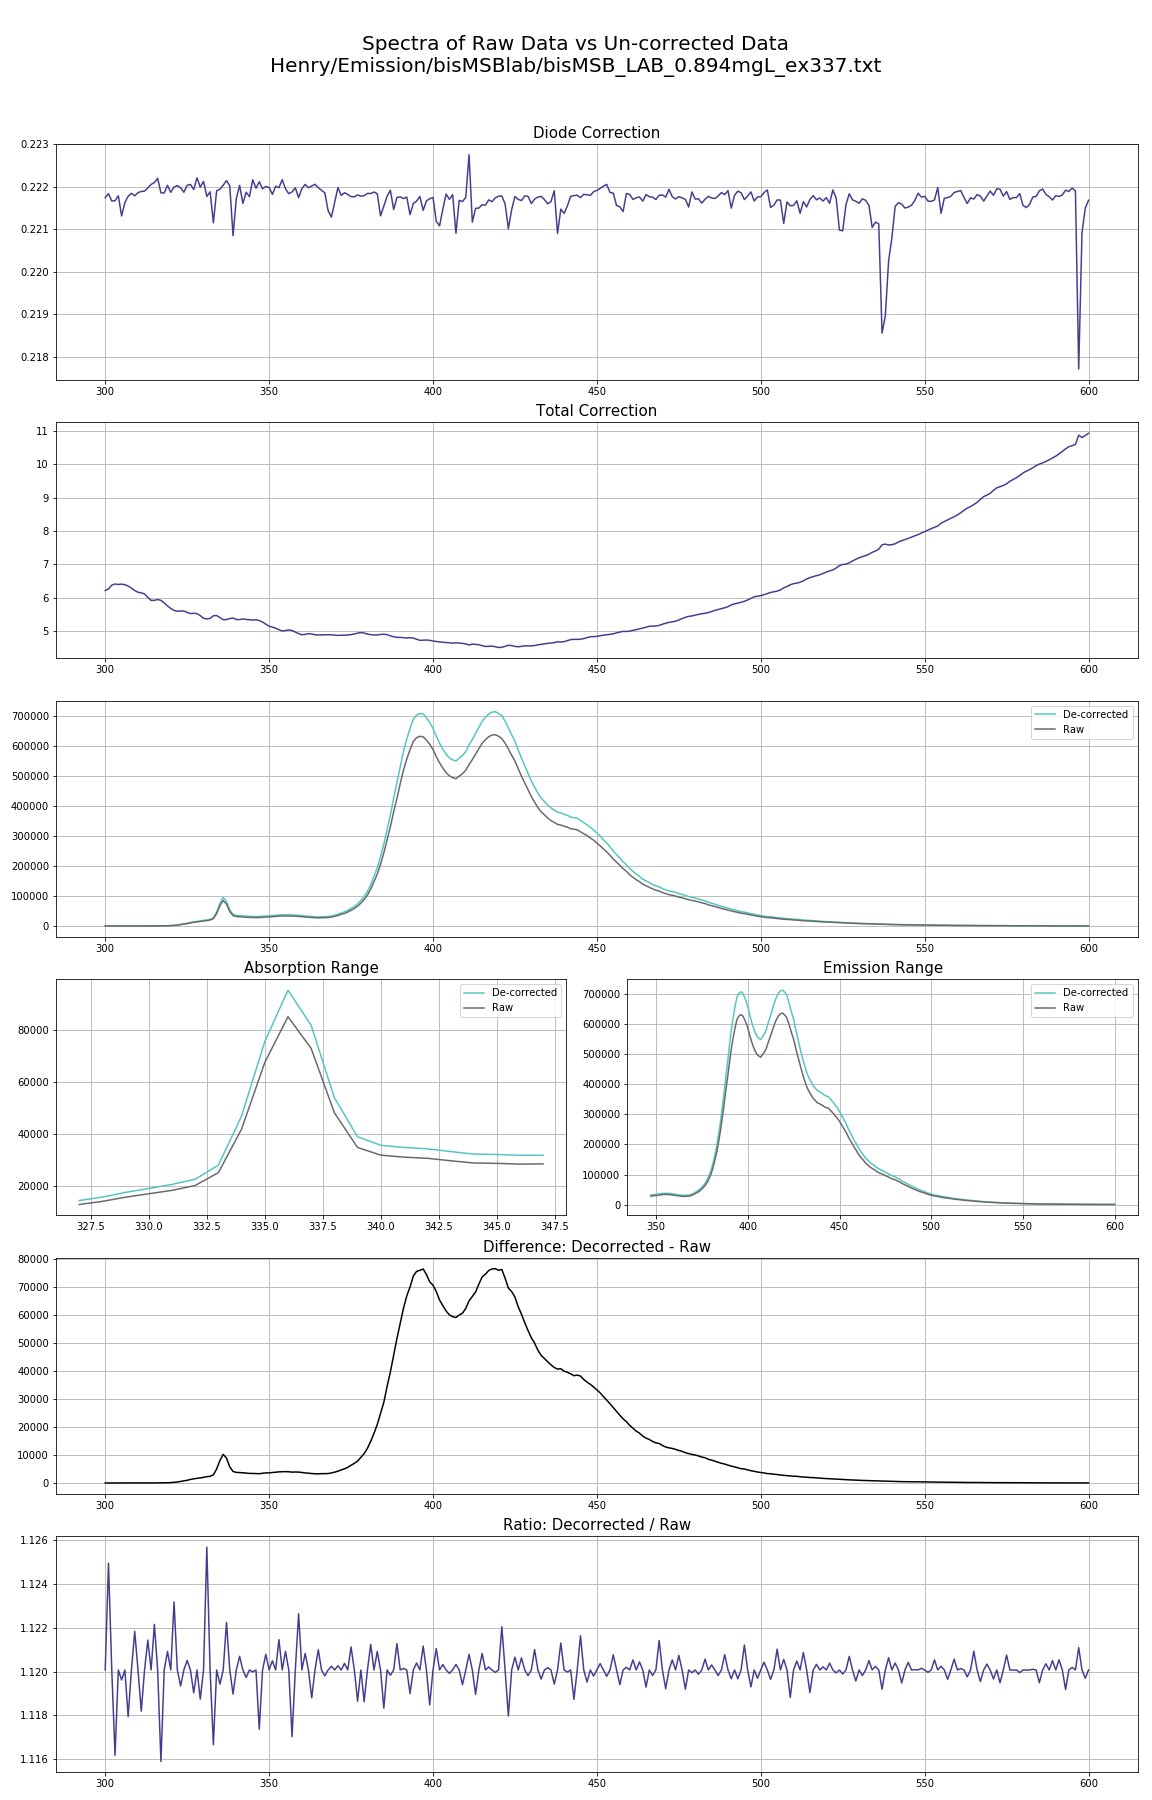 Spectra of Raw Data vs Un-corrected Data
Henry/Emission/bisMSBlab/bisMSB_LAB_0.894mgL_ex337.txt
Diode Correction
0.223
0.222
0.221
0.220
0.219
0.218
300 350 400 450 500 550 600
Total Correction
11
10
9
8
7
6
5
300 350 400 450 500 550 600
700000
600000
500000
400000
300000
200000
100000
0
De-corrected
Raw
300 350 400 450 500 550 600
Absorption Range
80000
60000
40000
20000
De-corrected
Raw
327.5 330.0 332.5 335.0 337.5 340.0 342.5 345.0 347.5
Emission Range
700000
600000
500000
400000
300000
200000
100000
0
De-corrected
Raw
350 400 450 500 550 600
Difference: Decorrected - Raw
80000
70000
60000
50000
40000
30000
20000
10000
0
300 350 400 450 500 550 600
Ratio: Decorrected / Raw
1.126
1.124
1.122
1.120
1.118
1.116
300 350 400 450 500 550 600